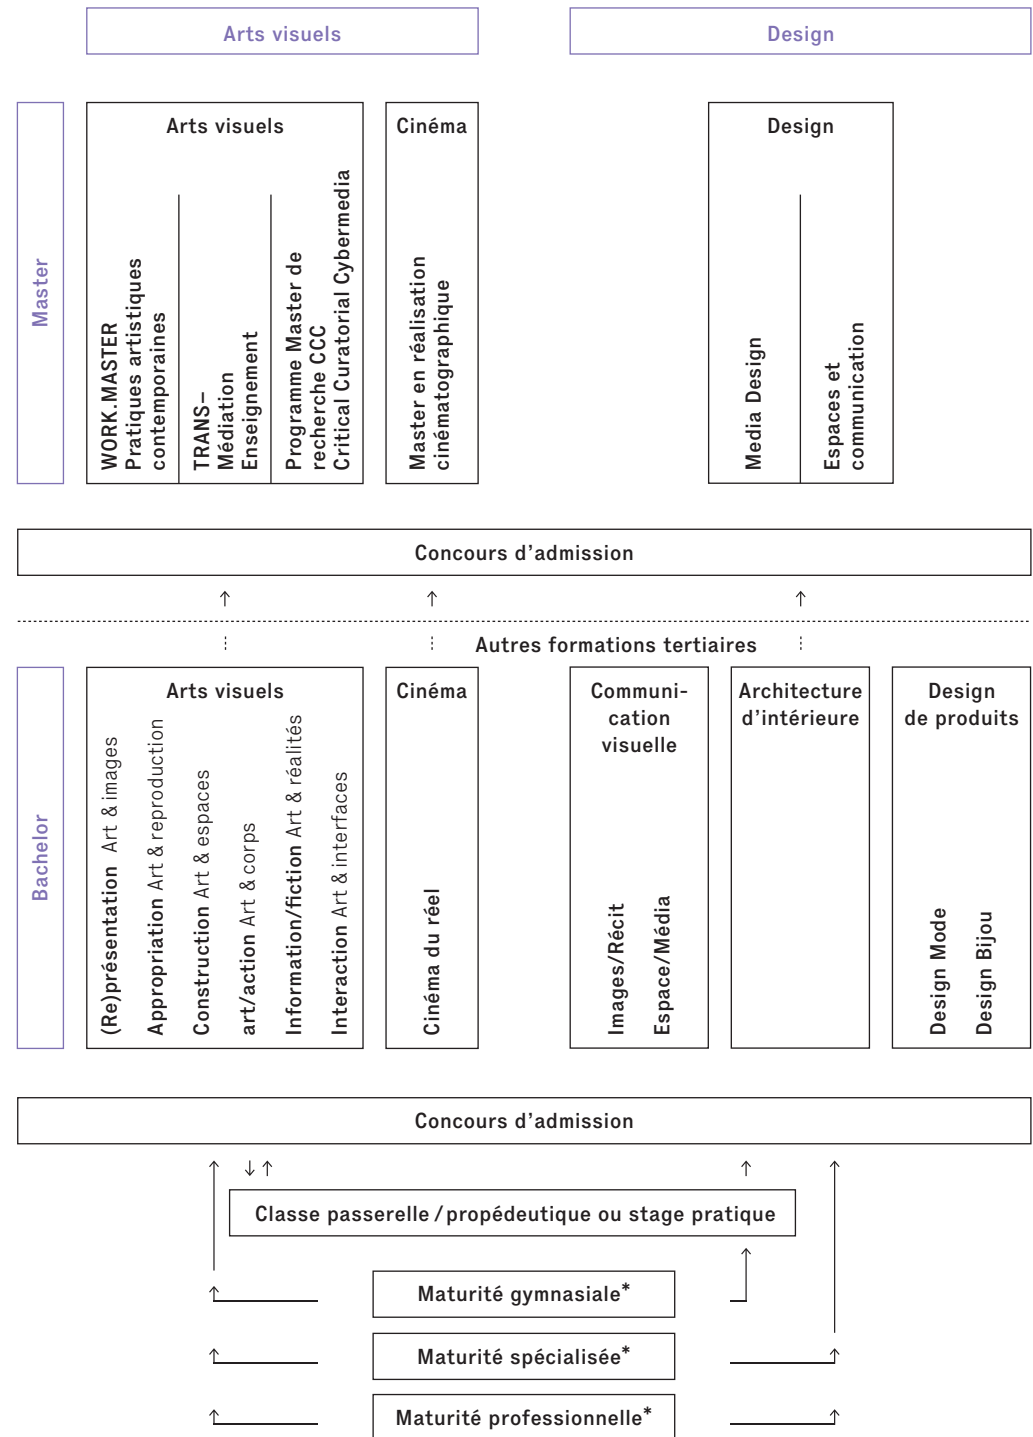 Arts visuels
Design
Master
Arts visuels
WORK.MASTER
Pratiques artistiques
contemporaines
TRANS–
Médiation
Enseignement
Programme Master de
recherche CCC
Critical Curatorial Cybermedia
Cinéma
Master en réalisation
cinématographique
Design
Media Design
Espaces et
communication
Concours d’admission
Autres formations tertiaires
Bachelor
Arts visuels
(Re)présentation Art & images
Appropriation Art & reproduction
Construction Art & espaces
art/action Art & corps
Information/fiction Art & réalités
Interaction Art & interfaces
Cinéma
Cinéma du réel
Communi-
cation
visuelle
Images/Récit
Espace/Média
Architecture
d’intérieure
Design
de produits
Design Mode
Design Bijou
Concours d’admission
Classe passerelle / propédeutique ou stage pratique
Maturité gymnasiale*
Maturité spécialisée*
Maturité professionnelle*